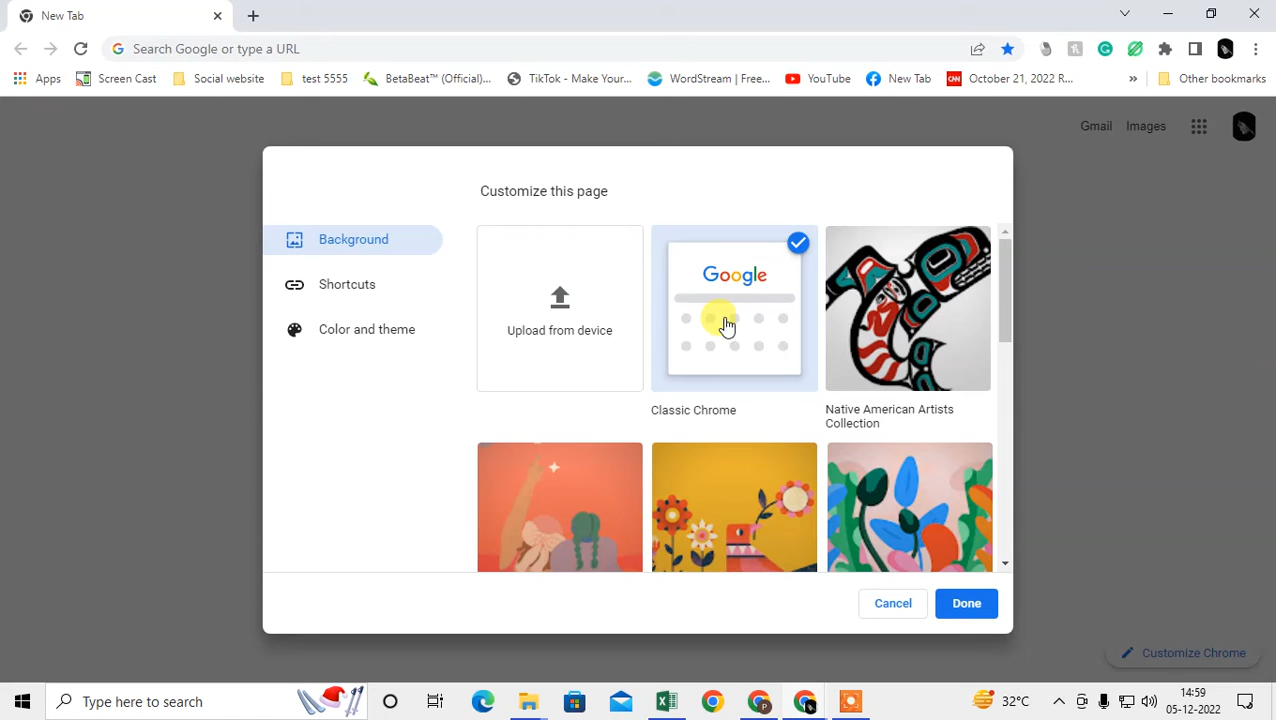 New Tab
Search Google or type a URL
Apps
Screen Cast
Social website
test 5555
BetaBeat™ (Official)...
TikTok - Make Your...
WordStream | Free...
YouTube
New Tab
CNN
October 21, 2022 R...
»
Other bookmarks
Gmail
Images
Customize this page
Background
Shortcuts
Color and theme
Upload from device
Google
Classic Chrome
Native American Artists
Collection
Cancel
Done
Customize Chrome
Type here to search
32°C
14:59
05-12-2022